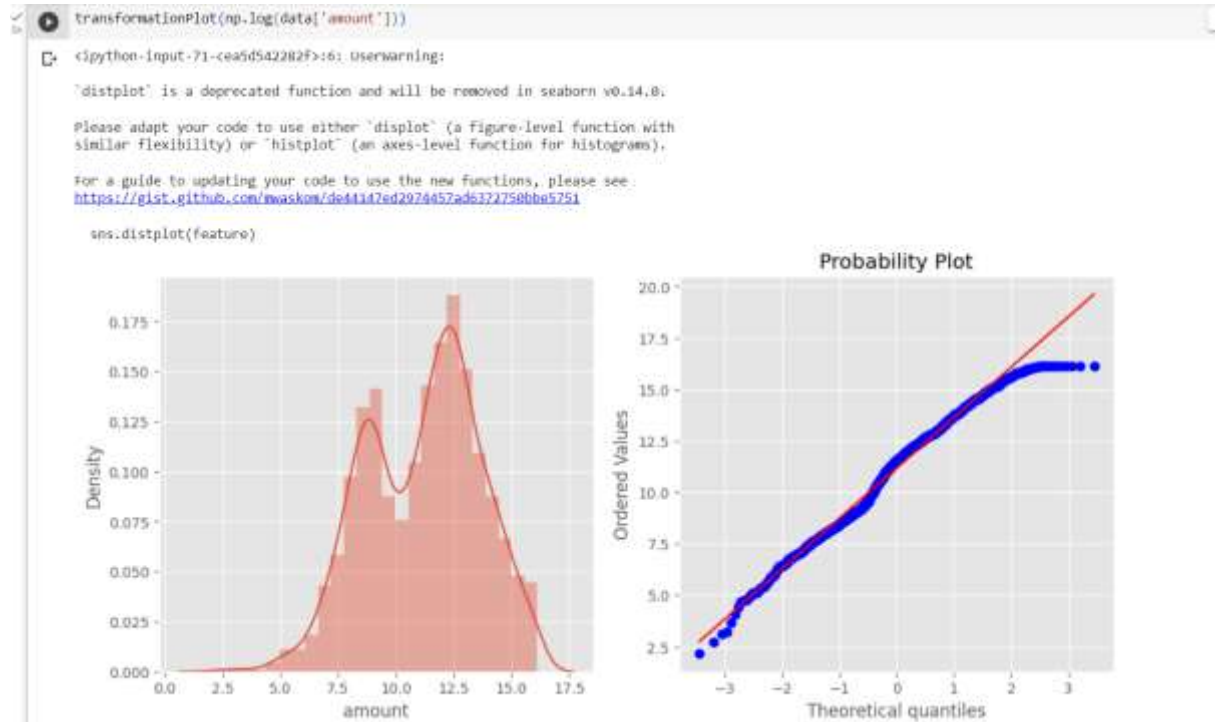 transformationPlot(np.log(data['amount']))
<ipython-input-71-cea5d542282f>:6: UserWarning:
`distplot` is a deprecated function and will be removed in seaborn v0.14.0.
Please adapt your code to use either `displot` (a figure-level function with
similar flexibility) or `histplot` (an axes-level function for histograms).
For a guide to updating your code to use the new functions, please see
https://gist.github.com/mwaskom/de44147ed2974457ad6372750bbe5751
sns.distplot(feature)
Probability Plot
0.175
0.150
0.125
0.100
0.075
0.050
0.025
0.000
Density
0.0 2.5 5.0 7.5 10.0 12.5 15.0 17.5
amount
20.0
17.5
15.0
12.5
10.0
7.5
5.0
2.5
Ordered Values
−3 −2 −1 0 1 2 3
Theoretical quantiles